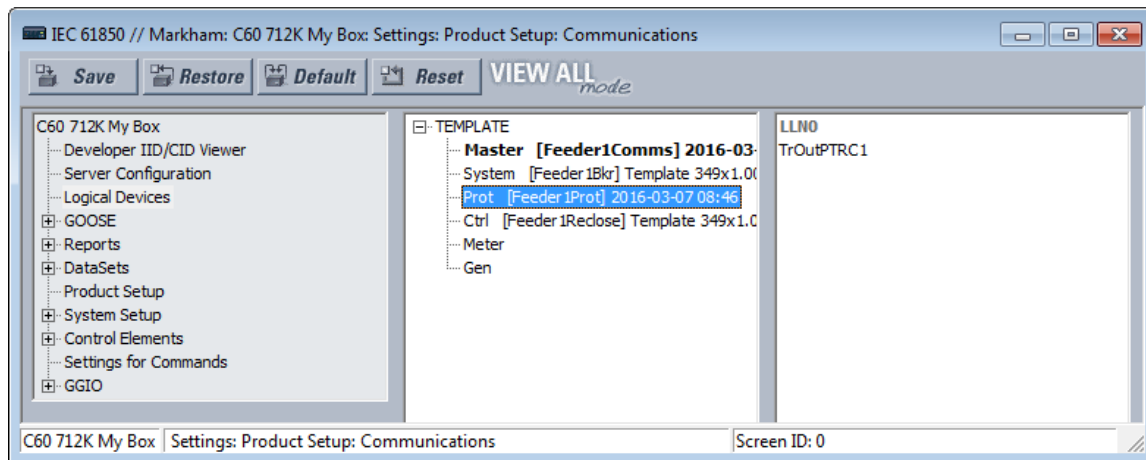 IEC 61850 // Markham: C60 712K My Box: Settings: Product Setup: Communications
Save Restore Default Reset VIEW ALL mode
C60 712K My Box
Developer IID/CID Viewer
Server Configuration
Logical Devices
GOOSE
Reports
DataSets
Product Setup
System Setup
Control Elements
Settings for Commands
GGIO
TEMPLATE
Master [Feeder1Comms] 2016-03-
System [Feeder1Bkr] Template 349x1.00
Prot [Feeder1Prot] 2016-03-07 08:46
Ctrl [Feeder1Reclose] Template 349x1.0
Meter
Gen
LLN0
TrOutPTRC1
C60 712K My Box Settings: Product Setup: Communications Screen ID: 0